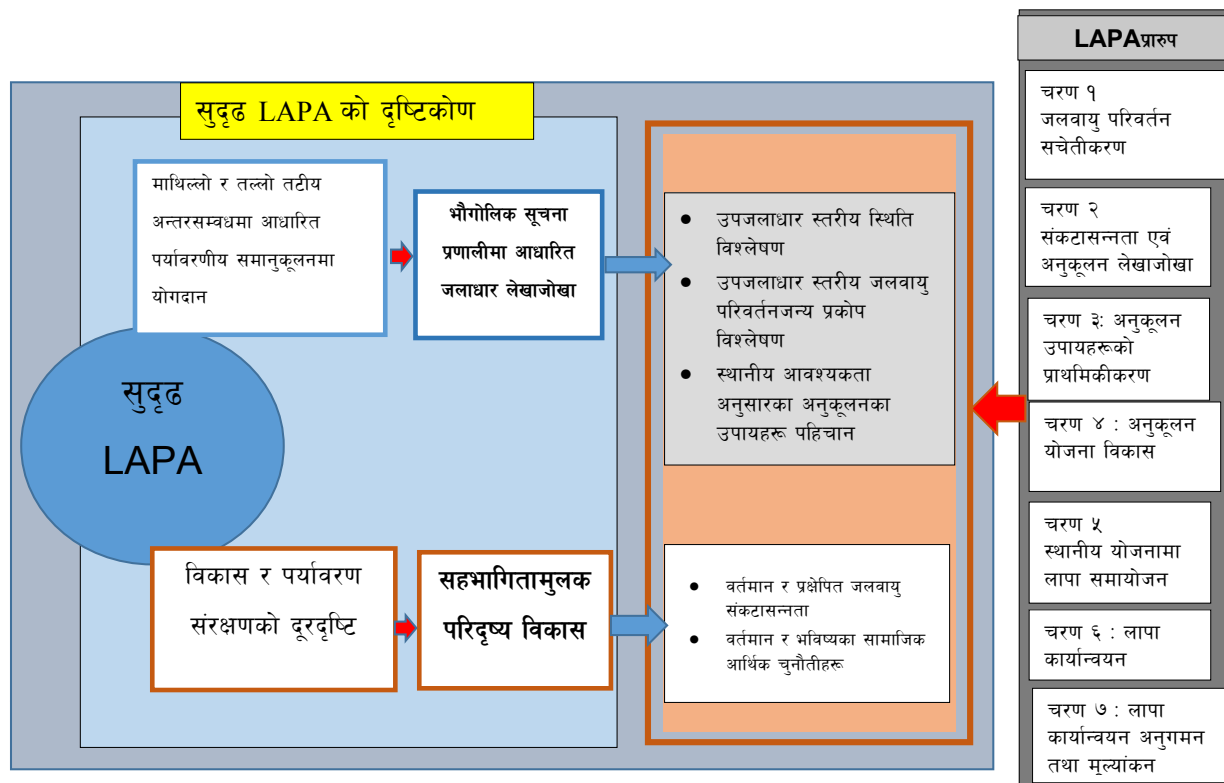 सुदृढ LAPA को दृष्टिकोण
माथिल्लो र तल्लो तटीय
अन्तरसम्वधमा आधारित
पर्यावरणीय समानुकूलनमा
योगदान
भौगोलिक सूचना
प्रणालीमा आधारित
जलाधार लेखाजोखा
● उपजलाधार स्तरीय स्थिति
विश्लेषण
● उपजलाधार स्तरीय जलवायु
परिवर्तनजन्य प्रकोप
विश्लेषण
● स्थानीय आवश्यकता
अनुसारका अनुकूलनका
उपायहरू पहिचान
सुदृढ
LAPA
विकास र पर्यावरण
संरक्षणको दूरदृष्टि
सहभागितामुलक
परिदृष्य विकास
● वर्तमान र प्रक्षेपित जलवायु
संकटासन्नता
● वर्तमान र भविष्यका सामाजिक
आर्थिक चुनौतीहरू
LAPAप्रारुप
चरण १
जलवायु परिवर्तन
सचेतीकरण
चरण २
संकटासन्नता एवं
अनुकूलन लेखाजोखा
चरण ३: अनुकूलन
उपायहरूको
प्राथमिकीकरण
चरण ४ : अनुकूलन
योजना विकास
चरण ५
स्थानीय योजनामा
लापा समायोजन
चरण ६ : लापा
कार्यान्वयन
चरण ७ : लापा
कार्यान्वयन अनुगमन
तथा मूल्यांकन